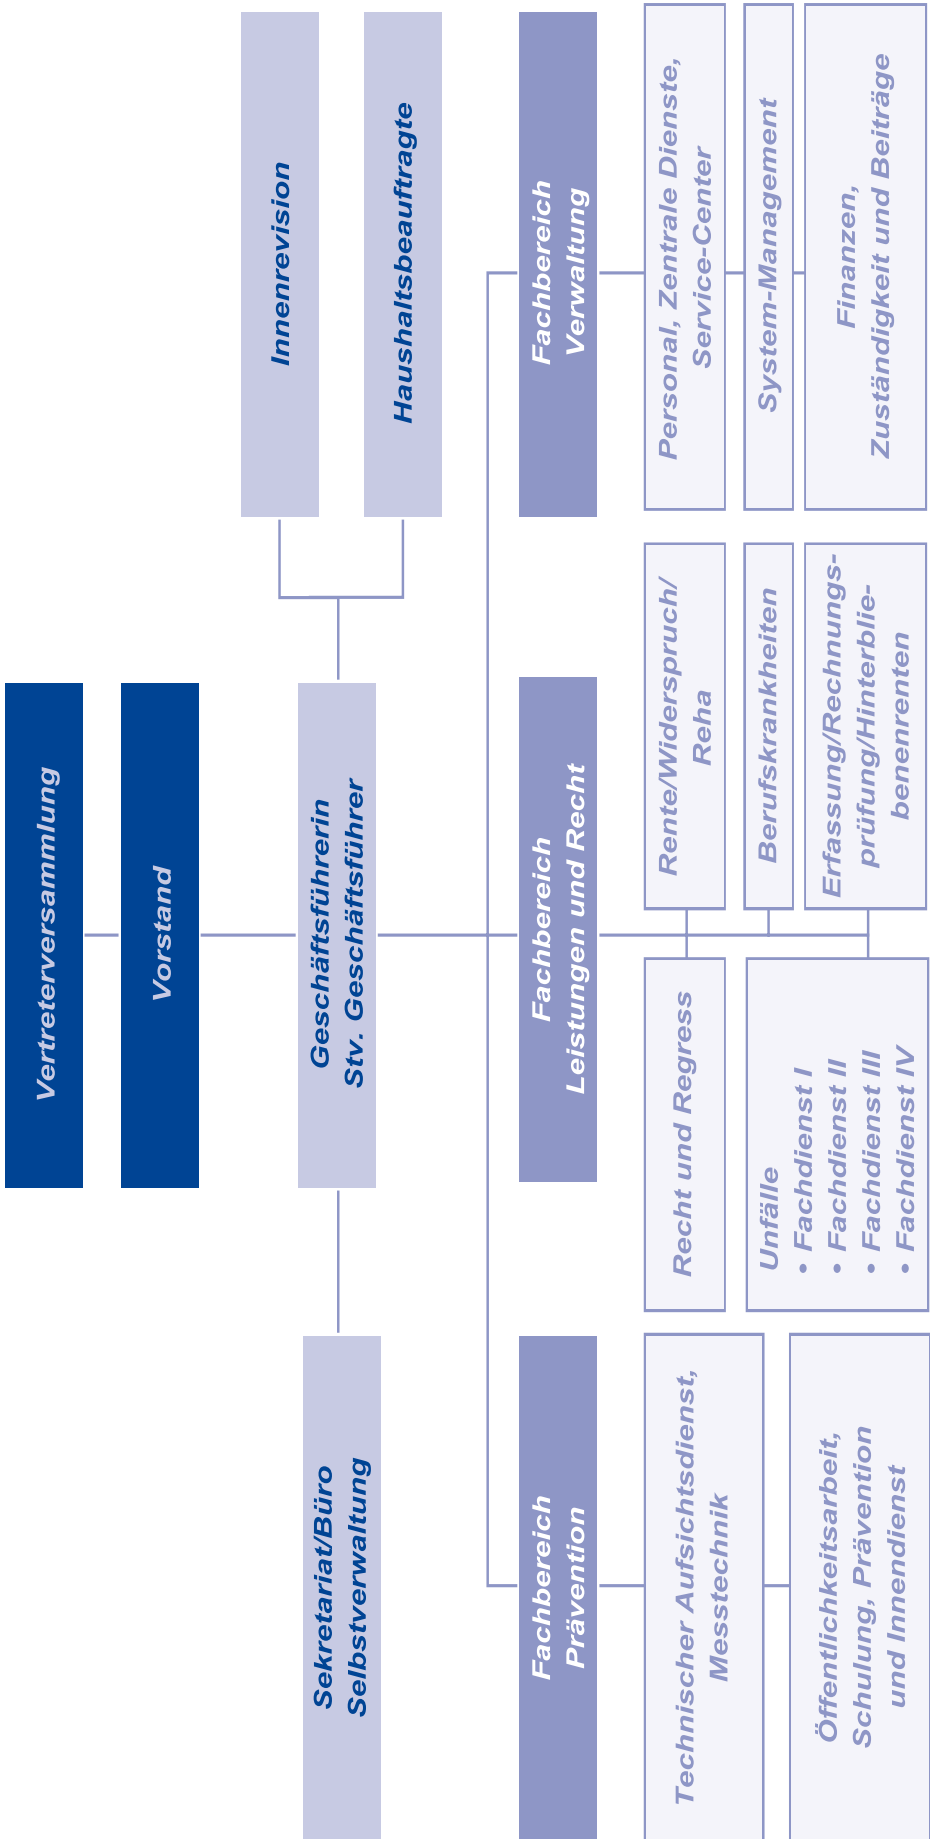 Vertreterversammlung
Vorstand
Geschäftsführerin
Stv. Geschäftsführer
Sekretariat/Büro
Selbstverwaltung
Innenrevision
Haushaltsbeauftragte
Fachbereich
Prävention
Technischer Aufsichtsdienst,
Messtechnik
Öffentlichkeitsarbeit,
Schulung, Prävention
und Innendienst
Fachbereich
Leistungen und Recht
Recht und Regress
Unfälle
• Fachdienst I
• Fachdienst II
• Fachdienst III
• Fachdienst IV
Rente/Widerspruch/
Reha
Berufskrankheiten
Erfassung/Rechnungs-
prüfung/Hinterblie-
benenrenten
Fachbereich
Verwaltung
Personal, Zentrale Dienste,
Service-Center
System-Management
Finanzen,
Zuständigkeit und Beiträge